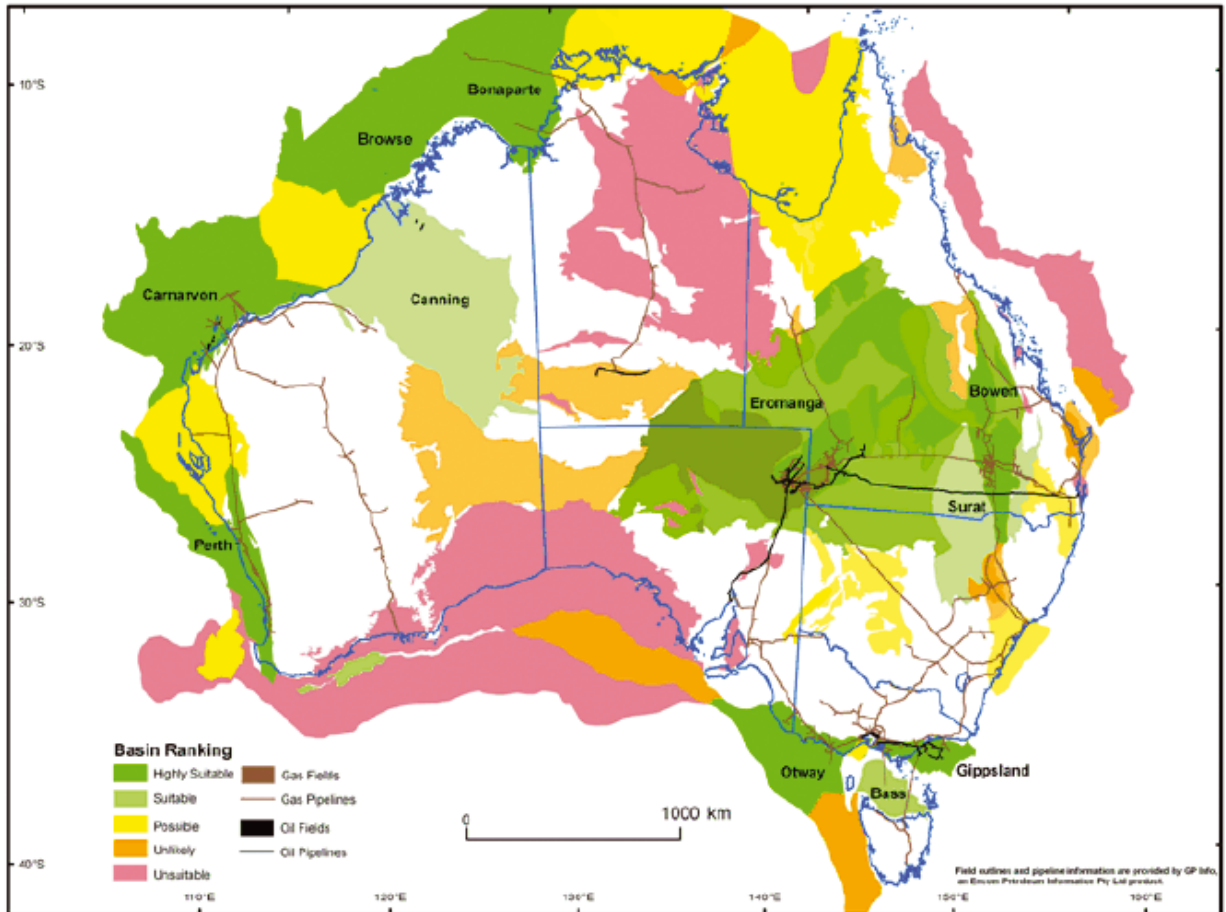 10°S
20°S
30°S
40°S
Bonaparte
Browse
Carnarvon
Canning
Eromanga
Bowen
Surat
Perth
Otway
Gippsland
Bass
Basin Ranking
Highly Suitable
Suitable
Possible
Unlikely
Unsuitable
Gas Fields
Gas Pipelines
Oil Fields
Oil Pipelines
0 1000 km
Field outlines and pipeline information are provided by GP Info,
an Encom Petroleum Information Pty Ltd product.
110°E 120°E 130°E 140°E 150°E 160°E